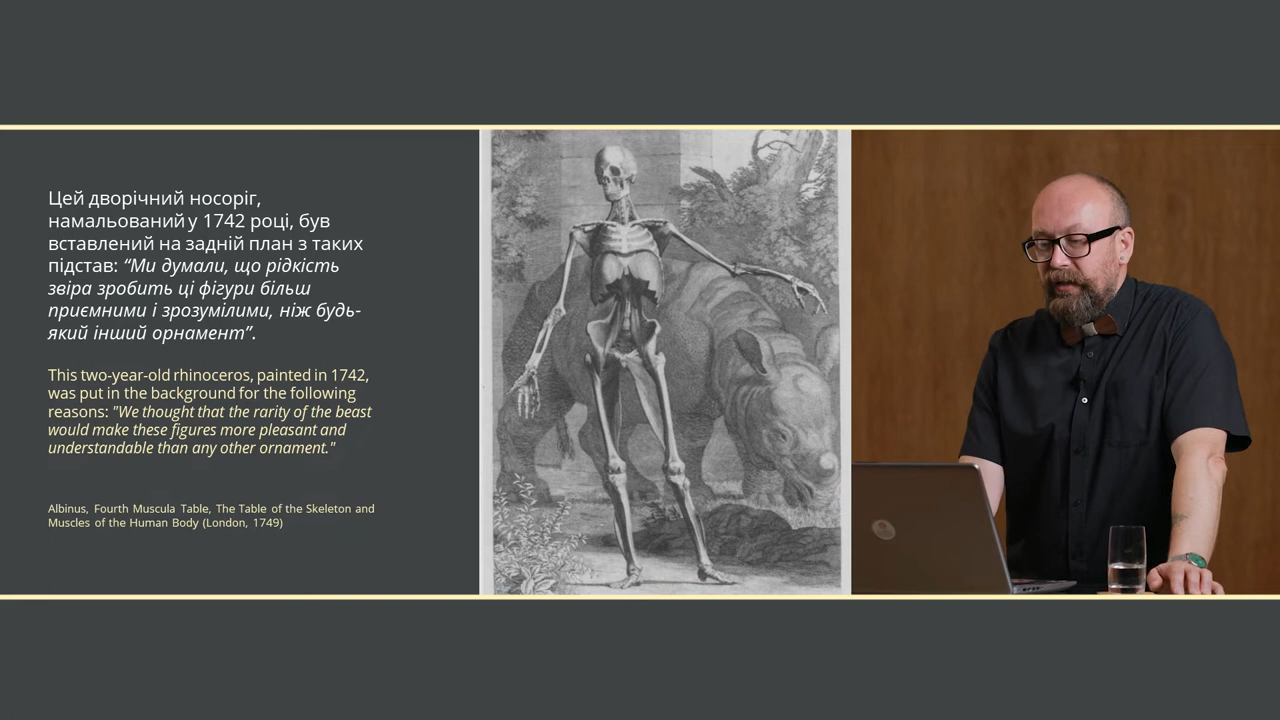 Цей дворічний носоріг,
намальований у 1742 році, був
вставлений на задній план з таких
підстав: “Ми думали, що рідкість
звіра зробить ці фігури більш
приємними і зрозумілими, ніж будь-
який інший орнамент”.
This two-year-old rhinoceros, painted in 1742,
was put in the background for the following
reasons: "We thought that the rarity of the beast
would make these figures more pleasant and
understandable than any other ornament."
Albinus, Fourth Muscula Table, The Table of the Skeleton and
Muscles of the Human Body (London, 1749)